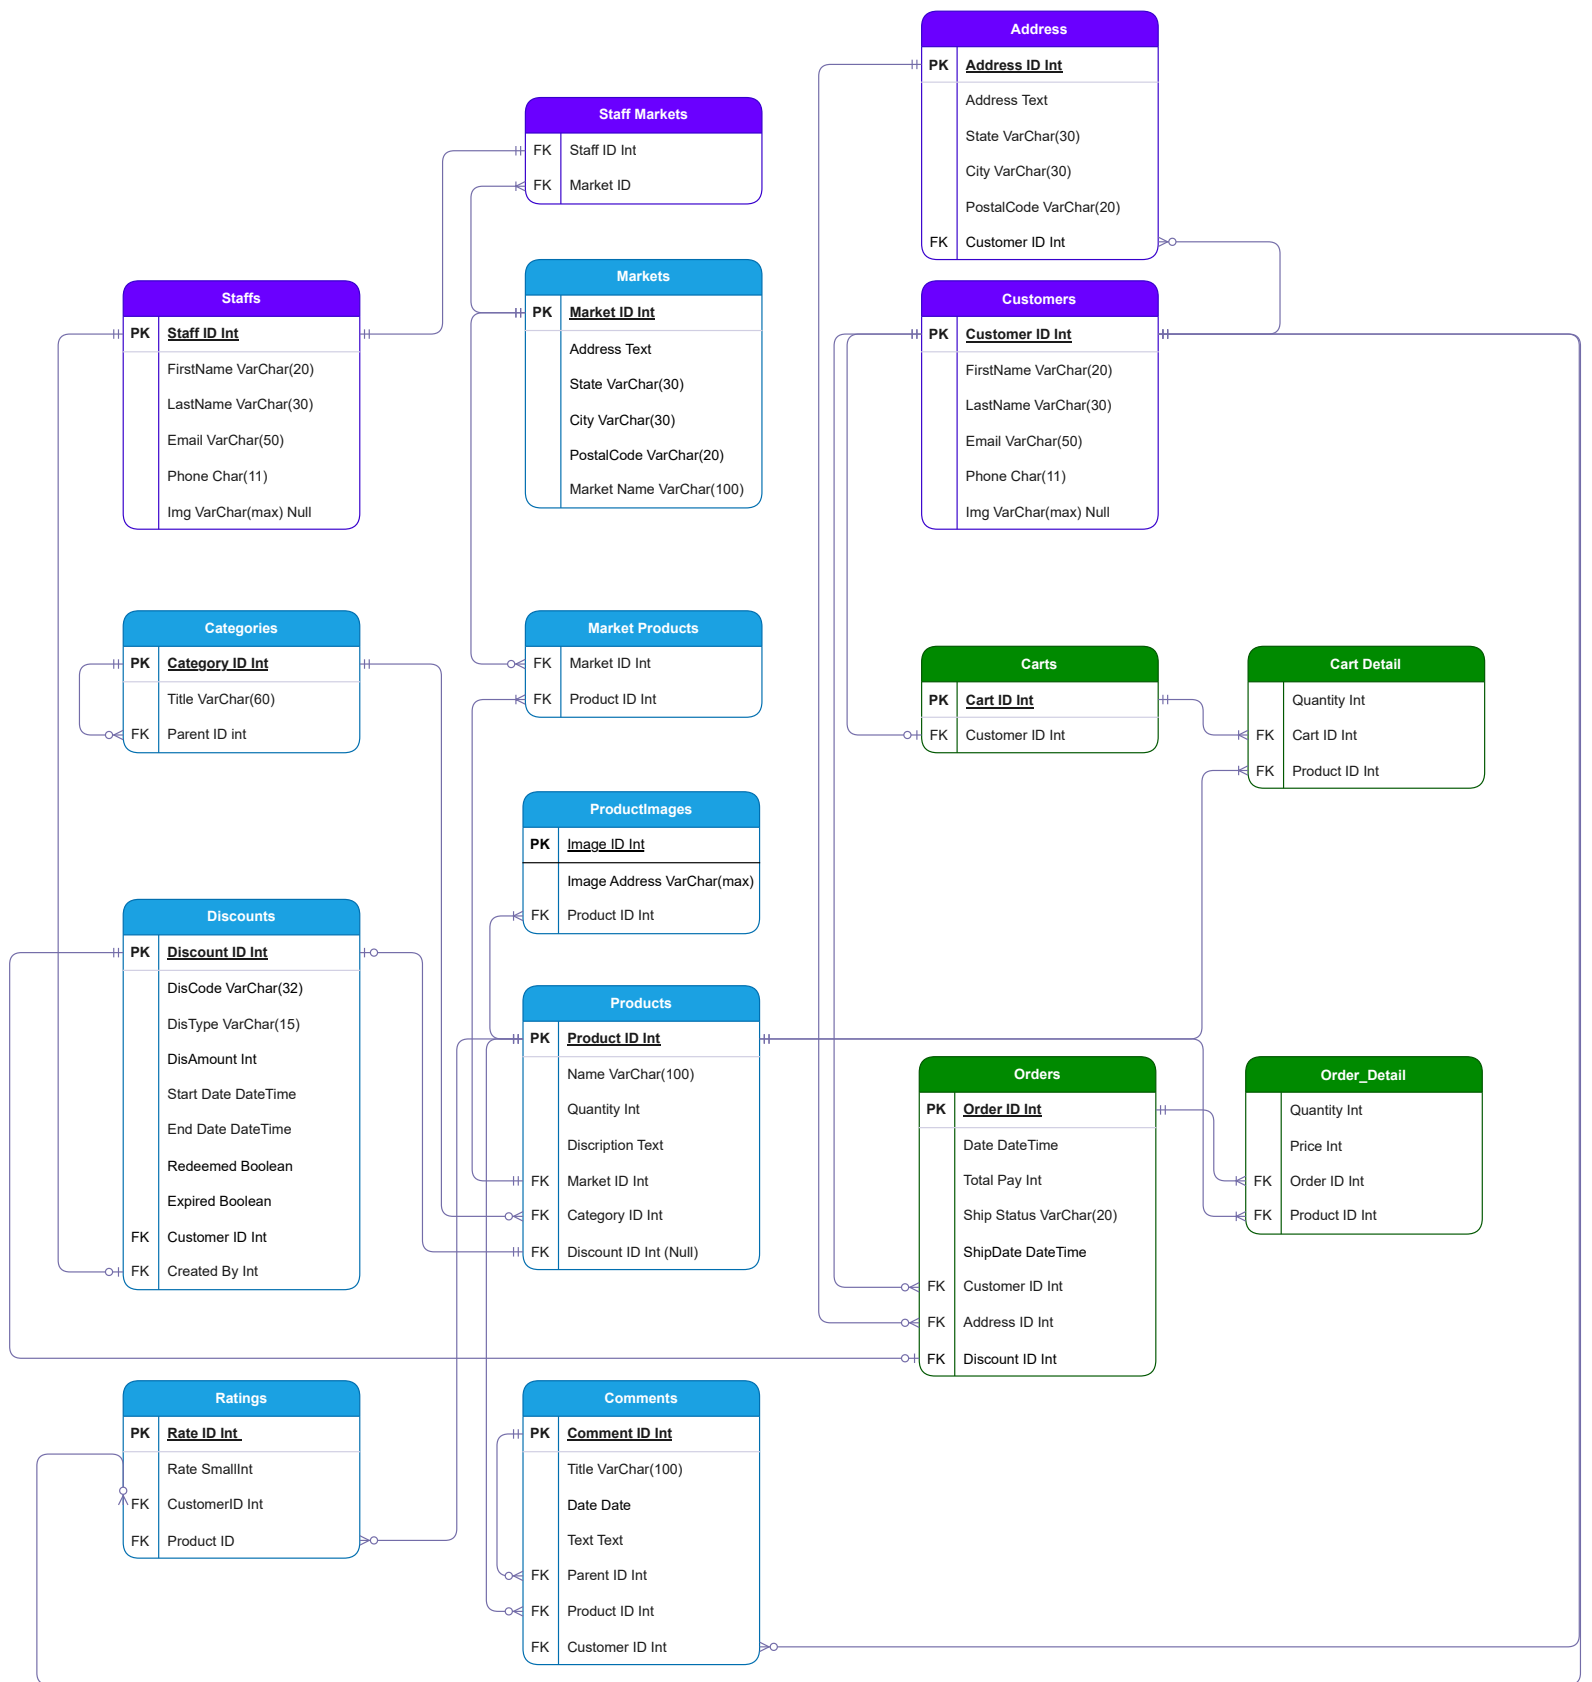 Address
PK Address ID Int
Address Text
State VarChar(30)
City VarChar(30)
PostalCode VarChar(20)
FK Customer ID Int
Staff Markets
FK Staff ID Int
FK Market ID
Markets
PK Market ID Int
Address Text
State VarChar(30)
City VarChar(30)
PostalCode VarChar(20)
Market Name VarChar(100)
Staffs
PK Staff ID Int
FirstName VarChar(20)
LastName VarChar(30)
Email VarChar(50)
Phone Char(11)
Img VarChar(max) Null
Customers
PK Customer ID Int
FirstName VarChar(20)
LastName VarChar(30)
Email VarChar(50)
Phone Char(11)
Img VarChar(max) Null
Categories
PK Category ID Int
Title VarChar(60)
FK Parent ID int
Market Products
FK Market ID Int
FK Product ID Int
Carts
PK Cart ID Int
FK Customer ID Int
Cart Detail
Quantity Int
FK Cart ID Int
FK Product ID Int
ProductImages
PK Image ID Int
Image Address VarChar(max)
FK Product ID Int
Discounts
PK Discount ID Int
DisCode VarChar(32)
DisType VarChar(15)
DisAmount Int
Start Date DateTime
End Date DateTime
Redeemed Boolean
Expired Boolean
FK Customer ID Int
FK Created By Int
Products
PK Product ID Int
Name VarChar(100)
Quantity Int
Discription Text
FK Market ID Int
FK Category ID Int
FK Discount ID Int (Null)
Orders
PK Order ID Int
Date DateTime
Total Pay Int
Ship Status VarChar(20)
ShipDate DateTime
FK Customer ID Int
FK Address ID Int
FK Discount ID Int
Order_Detail
Quantity Int
Price Int
FK Order ID Int
FK Product ID Int
Ratings
PK Rate ID Int
Rate SmallInt
FK CustomerID Int
FK Product ID
Comments
PK Comment ID Int
Title VarChar(100)
Date Date
Text Text
FK Parent ID Int
FK Product ID Int
FK Customer ID Int